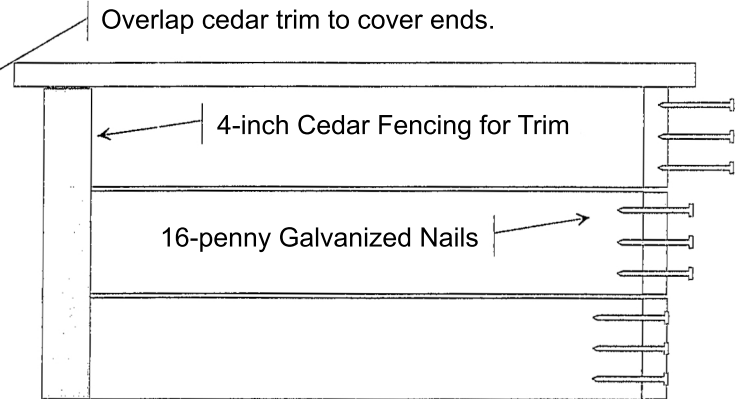 Overlap cedar trim to cover ends.
4-inch Cedar Fencing for Trim
16-penny Galvanized Nails